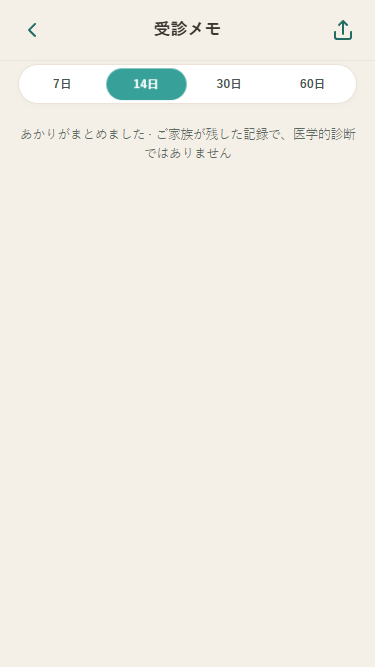 受診メモ
7日 14日 30日 60日
あかりがまとめました · ご家族が残した記録で、医学的診断
ではありません